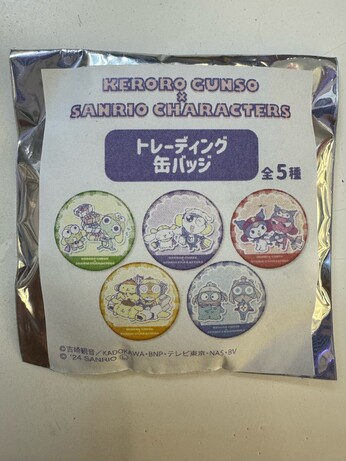 KERORO GUNSO
×
SANRIO CHARACTERS
トレーディング
缶バッジ
全5種
©吉崎観音/KADOKAWA・BNP・テレビ東京・NAS・BV
© '24 SANRIO Ⓛ